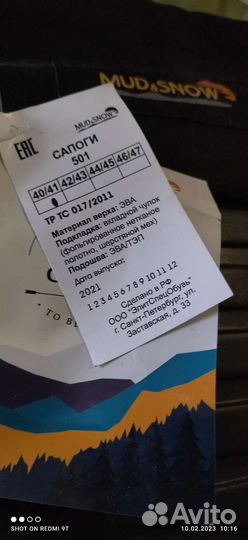 MUD&SNOW
MUD&SNOW
EAC
САПОГИ
501
40/41 42/43 44/45 46/47
ТР ТС 017/2011
Материал верха: ЭВА
Подкладка: вкладной чулок
(фольгированное нетканое
полотно, шерстяной мех)
Подошва: ЭВА/ТЭП
Дата выпуска:
2021
1 2 3 4 5 6 7 8 9 10 11 12
Сделано в РФ
ООО "ЭлитСпецОбувь"
г. Санкт-Петербург, ул.
Заставская, д. 33
SHOT ON REDMI 9T
10.02.2023 10:16
Avito